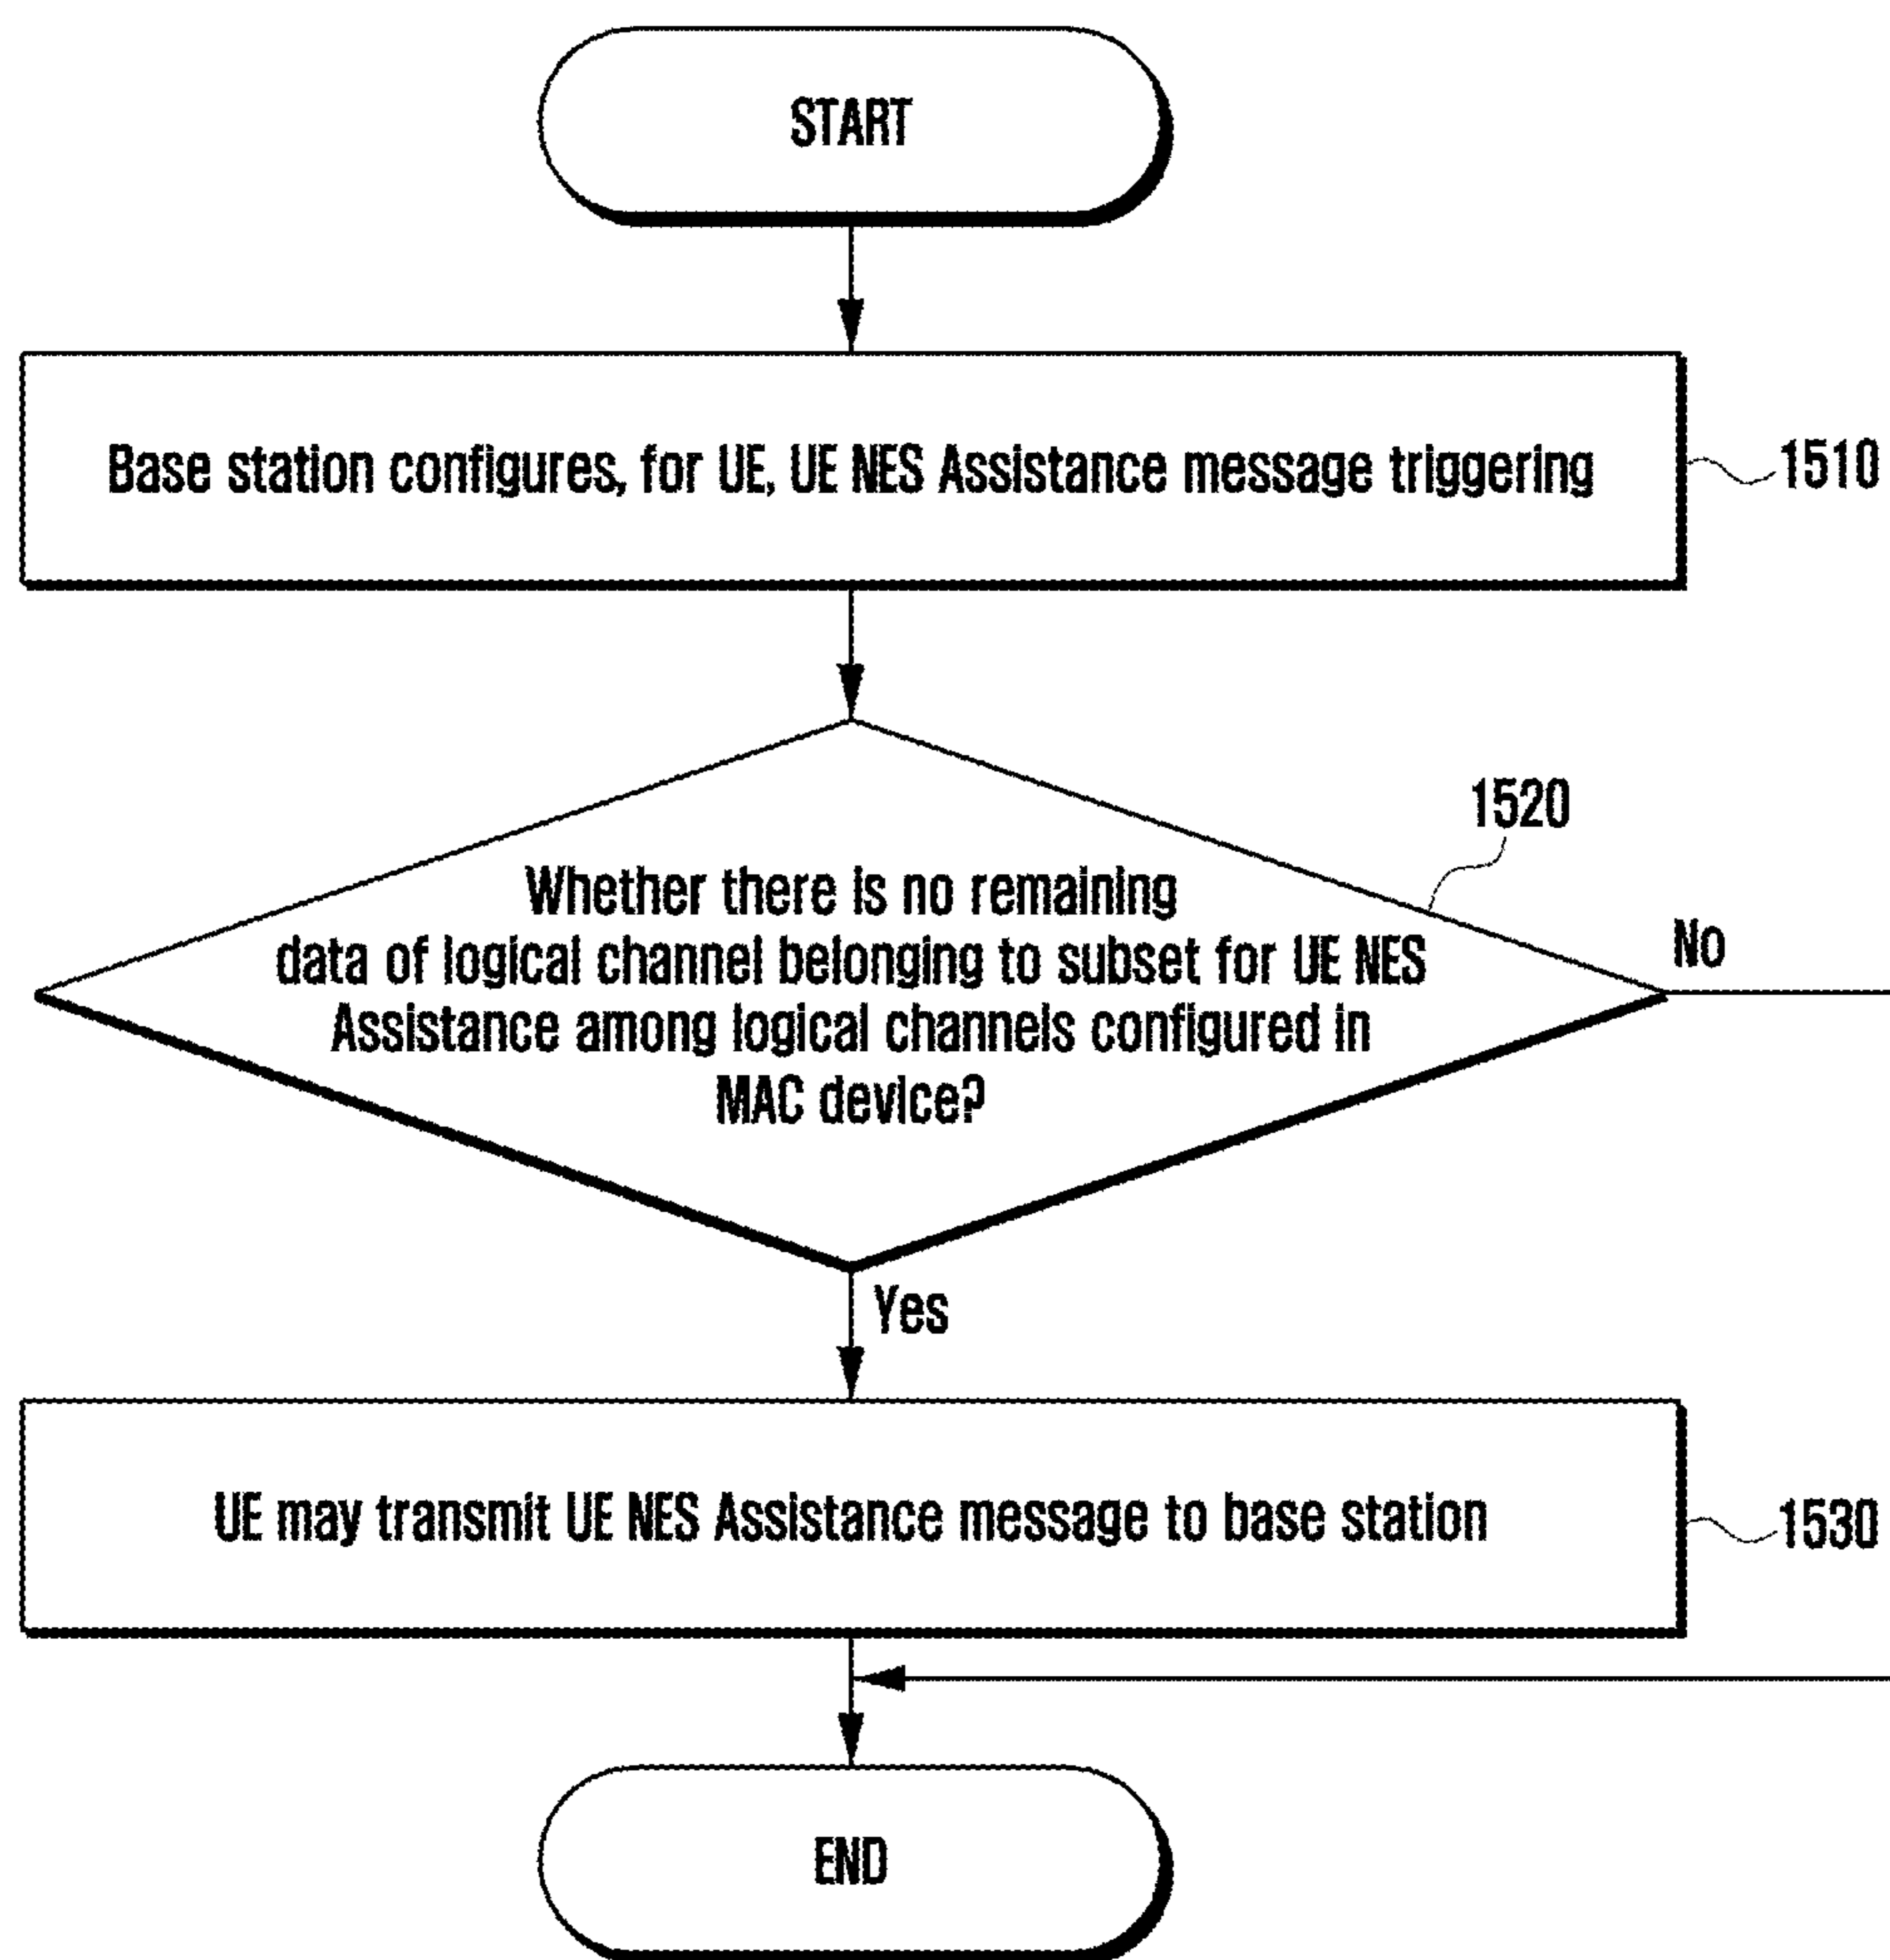 START
Base station configures, for UE, UE NES Assistance message triggering
1510
1520
Whether there is no remaining
data of logical channel belonging to subset for UE NES
Assistance among logical channels configured in
MAC device?
No
Yes
UE may transmit UE NES Assistance message to base station
1530
END